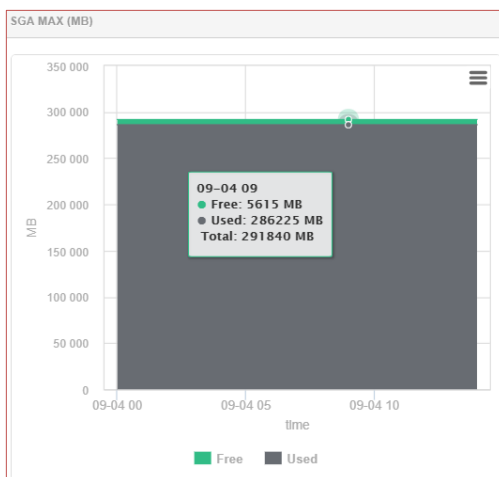 SGA MAX (MB)
350 000
300 000
250 000
200 000
150 000
100 000
50 000
0
MB
09-04 09
Free: 5615 MB
Used: 286225 MB
Total: 291840 MB
09-04 00
09-04 05
09-04 10
time
Free
Used